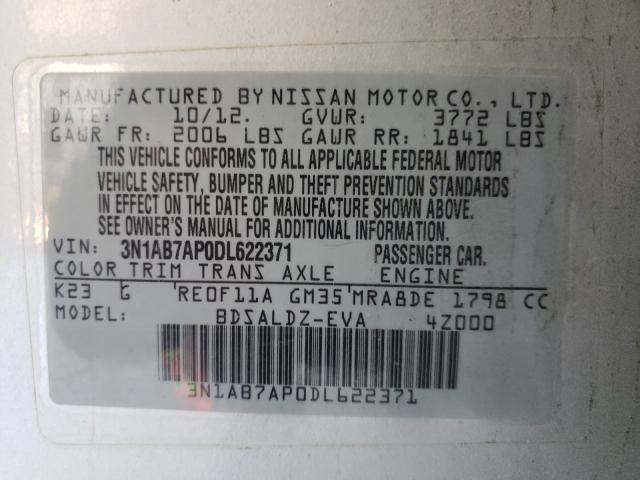 MANUFACTURED BY NISSAN MOTOR CO., LTD.
DATE: 10/12. GVWR: 3772 LBS
GAWR FR: 2006 LBS GAWR RR: 1841 LBS
THIS VEHICLE CONFORMS TO ALL APPLICABLE FEDERAL MOTOR
VEHICLE SAFETY, BUMPER AND THEFT PREVENTION STANDARDS
IN EFFECT ON THE DATE OF MANUFACTURE SHOWN ABOVE.
SEE OWNER'S MANUAL FOR ADDITIONAL INFORMATION.
VIN: 3N1AB7AP0DL622371 PASSENGER CAR.
COLOR TRIM TRANS AXLE ENGINE
K23 G RE0F11A GM35 MRA8DE 1798 CC
MODEL: BDSALDZ-EVA 4Z000
3N1AB7AP0DL622371